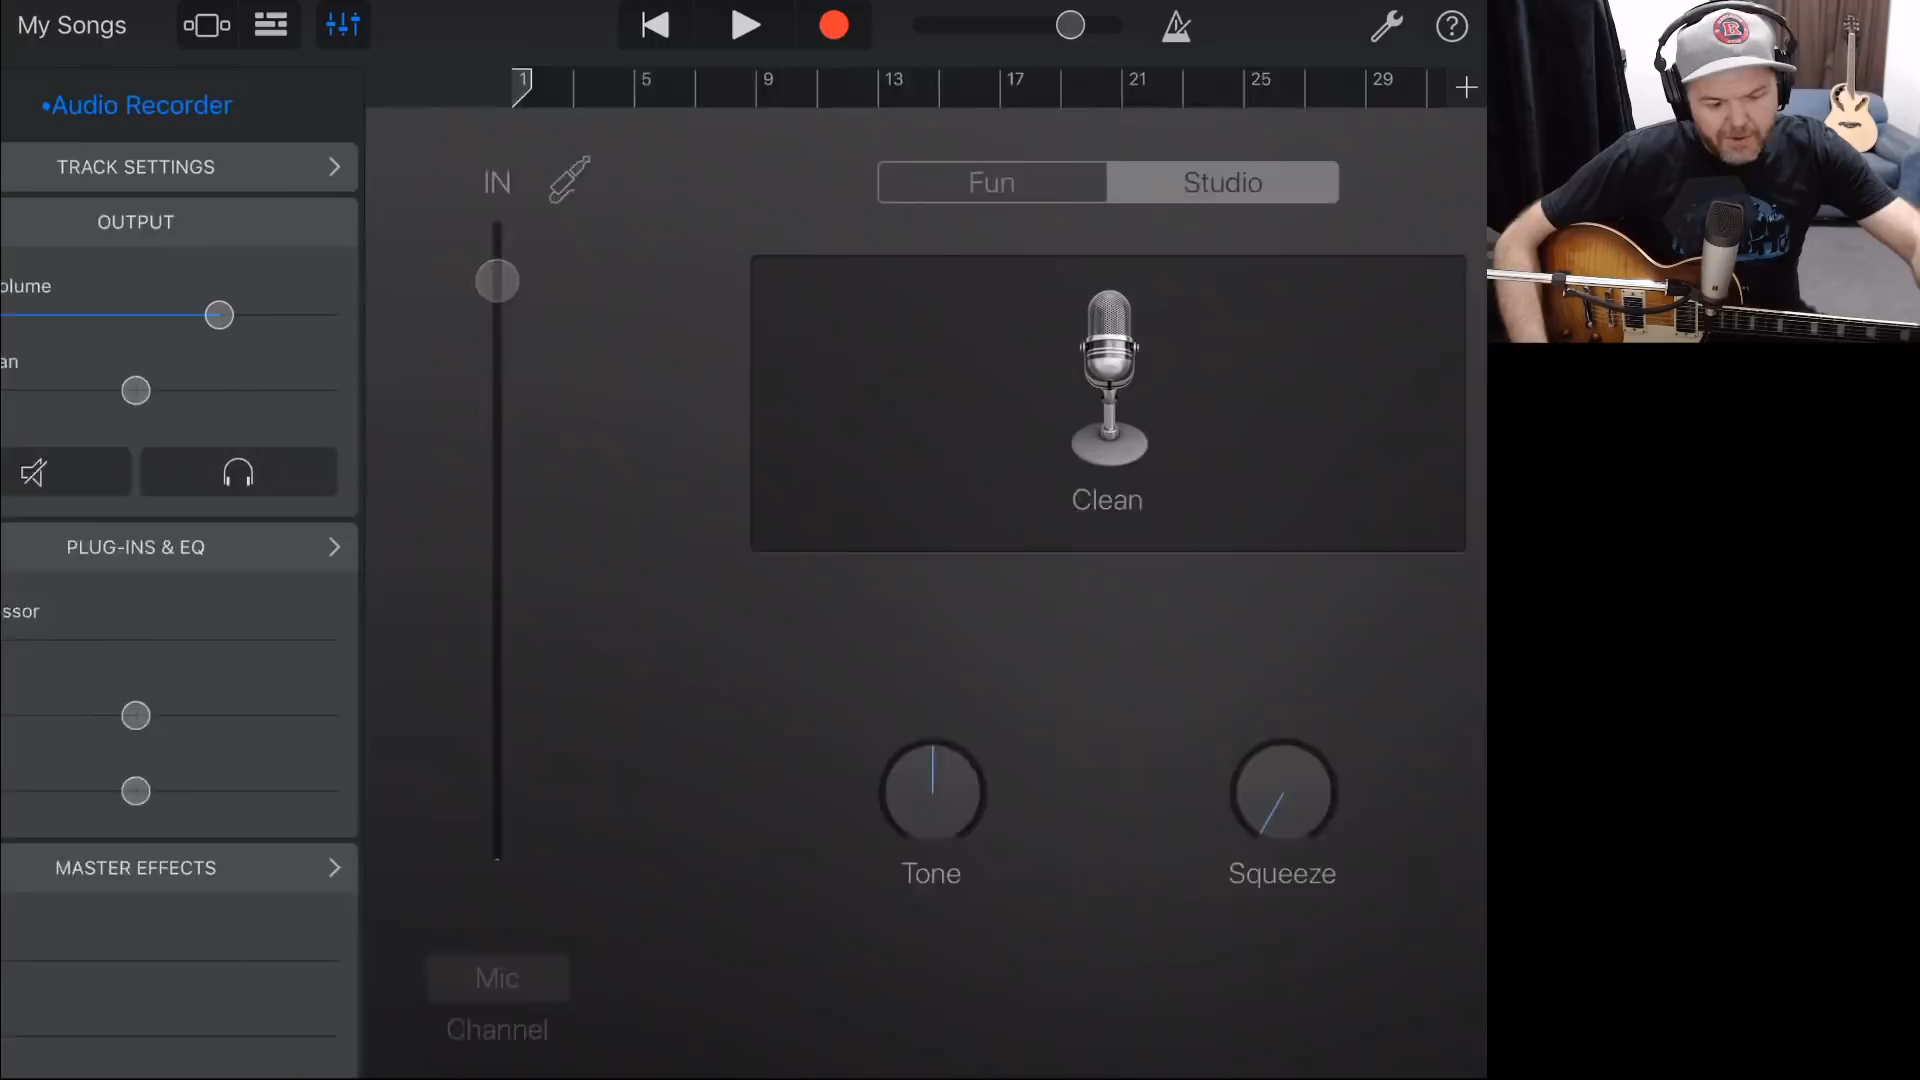 My Songs
1 5 9 13 17 21 25 29
•Audio Recorder
TRACK SETTINGS
OUTPUT
olume
an
PLUG-INS & EQ
ssor
MASTER EFFECTS
IN
Fun Studio
Clean
Tone Squeeze
Mic
Channel
R